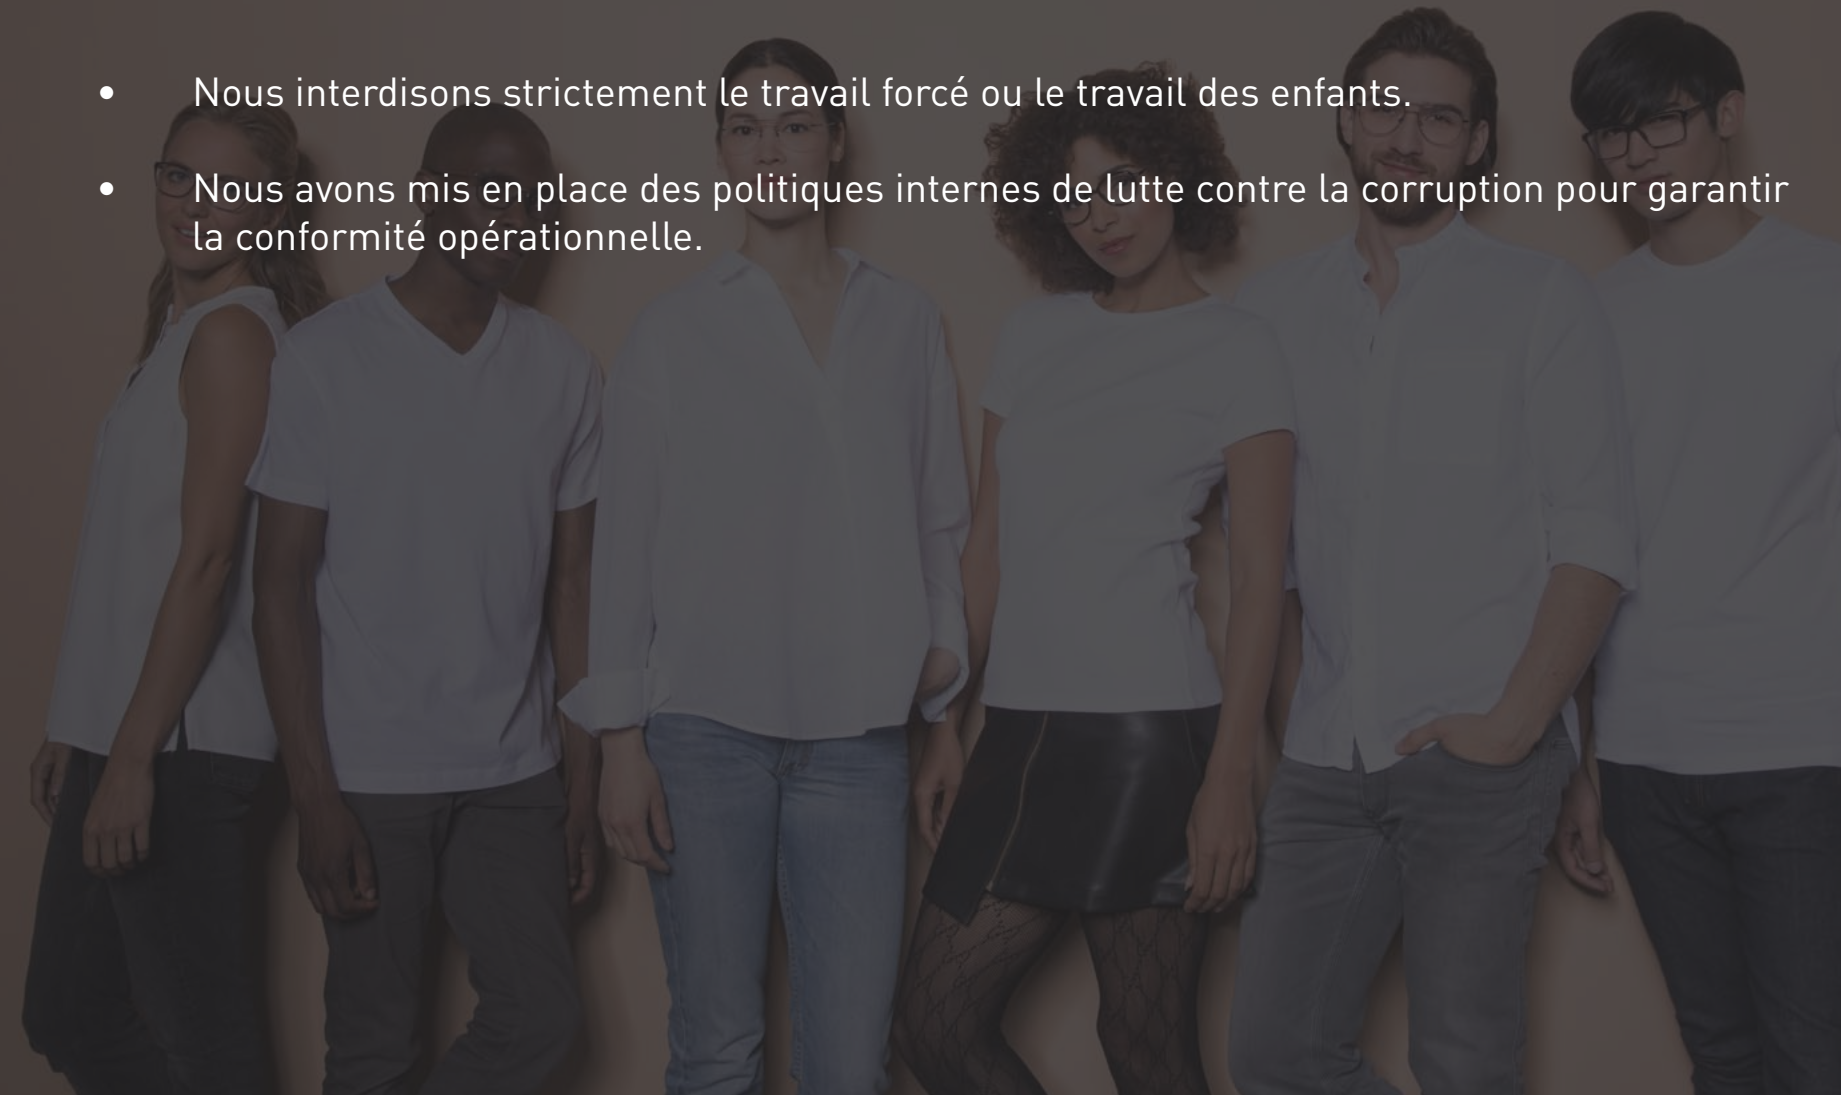 • Nous interdisons strictement le travail forcé ou le travail des enfants.
• Nous avons mis en place des politiques internes de lutte contre la corruption pour garantir
la conformité opérationnelle.